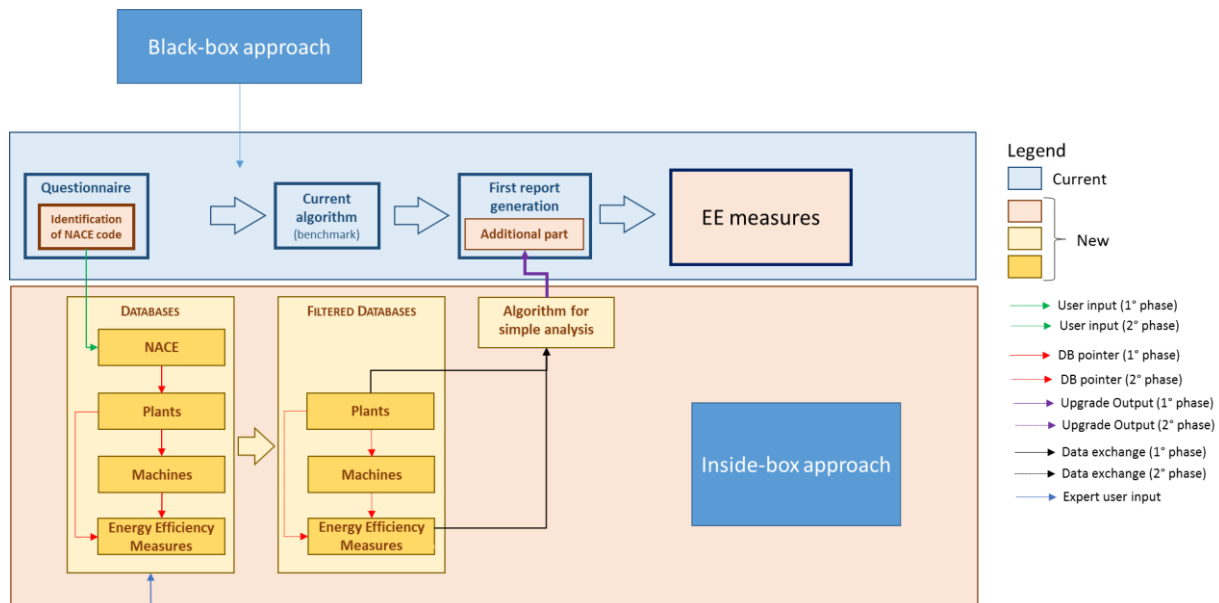 Black-box approach
Questionnaire
Identification
of NACE code
Current
algorithm
(benchmark)
First report
generation
Additional part
EE measures
Legend
Current
New
DATABASES
NACE
Plants
Machines
Energy Efficiency
Measures
FILTERED DATABASES
Plants
Machines
Energy Efficiency
Measures
Algorithm for
simple analysis
Inside-box approach
User input (1° phase)
User input (2° phase)
DB pointer (1° phase)
DB pointer (2° phase)
Upgrade Output (1° phase)
Upgrade Output (2° phase)
Data exchange (1° phase)
Data exchange (2° phase)
Expert user input